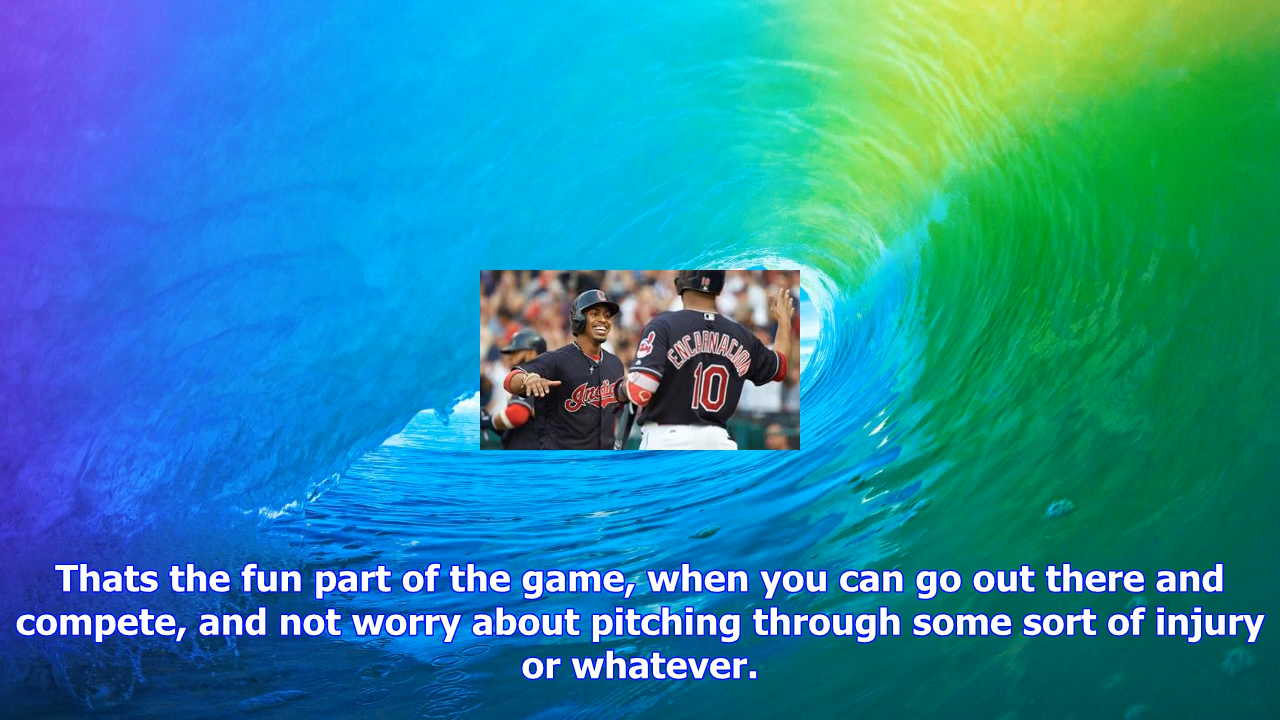 ENCARNACION
10
Indians
Thats the fun part of the game, when you can go out there and
compete, and not worry about pitching through some sort of injury
or whatever.